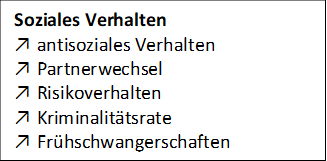 Soziales Verhalten
↗ antisoziales Verhalten
↗ Partnerwechsel
↗ Risikoverhalten
↗ Kriminalitätsrate
↗ Frühschwangerschaften